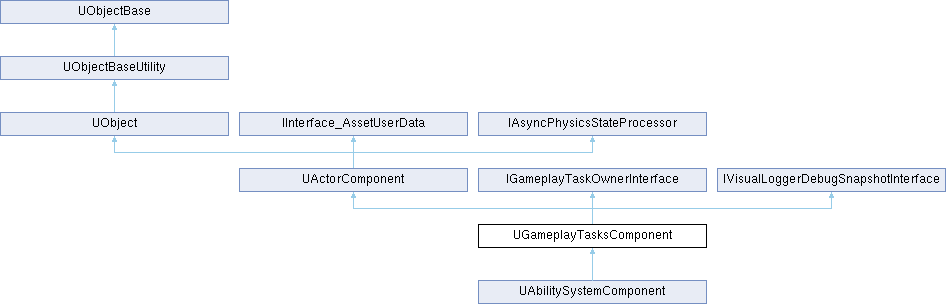 UObjectBase
UObjectBaseUtility
UObject
IInterface_AssetUserData
IAsyncPhysicsStateProcessor
UActorComponent
IGameplayTaskOwnerInterface
IVisualLoggerDebugSnapshotInterface
UGameplayTasksComponent
UAbilitySystemComponent